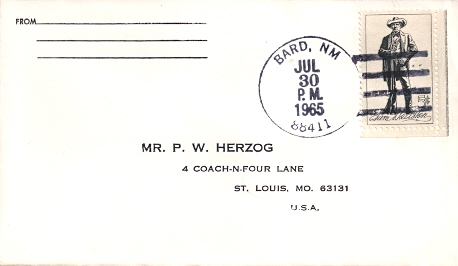 FROM
BARD, NM
JUL
30
P.M.
1965
88411
MR. P. W. HERZOG
4 COACH-N-FOUR LANE
ST. LOUIS, MO. 63131
U.S.A.